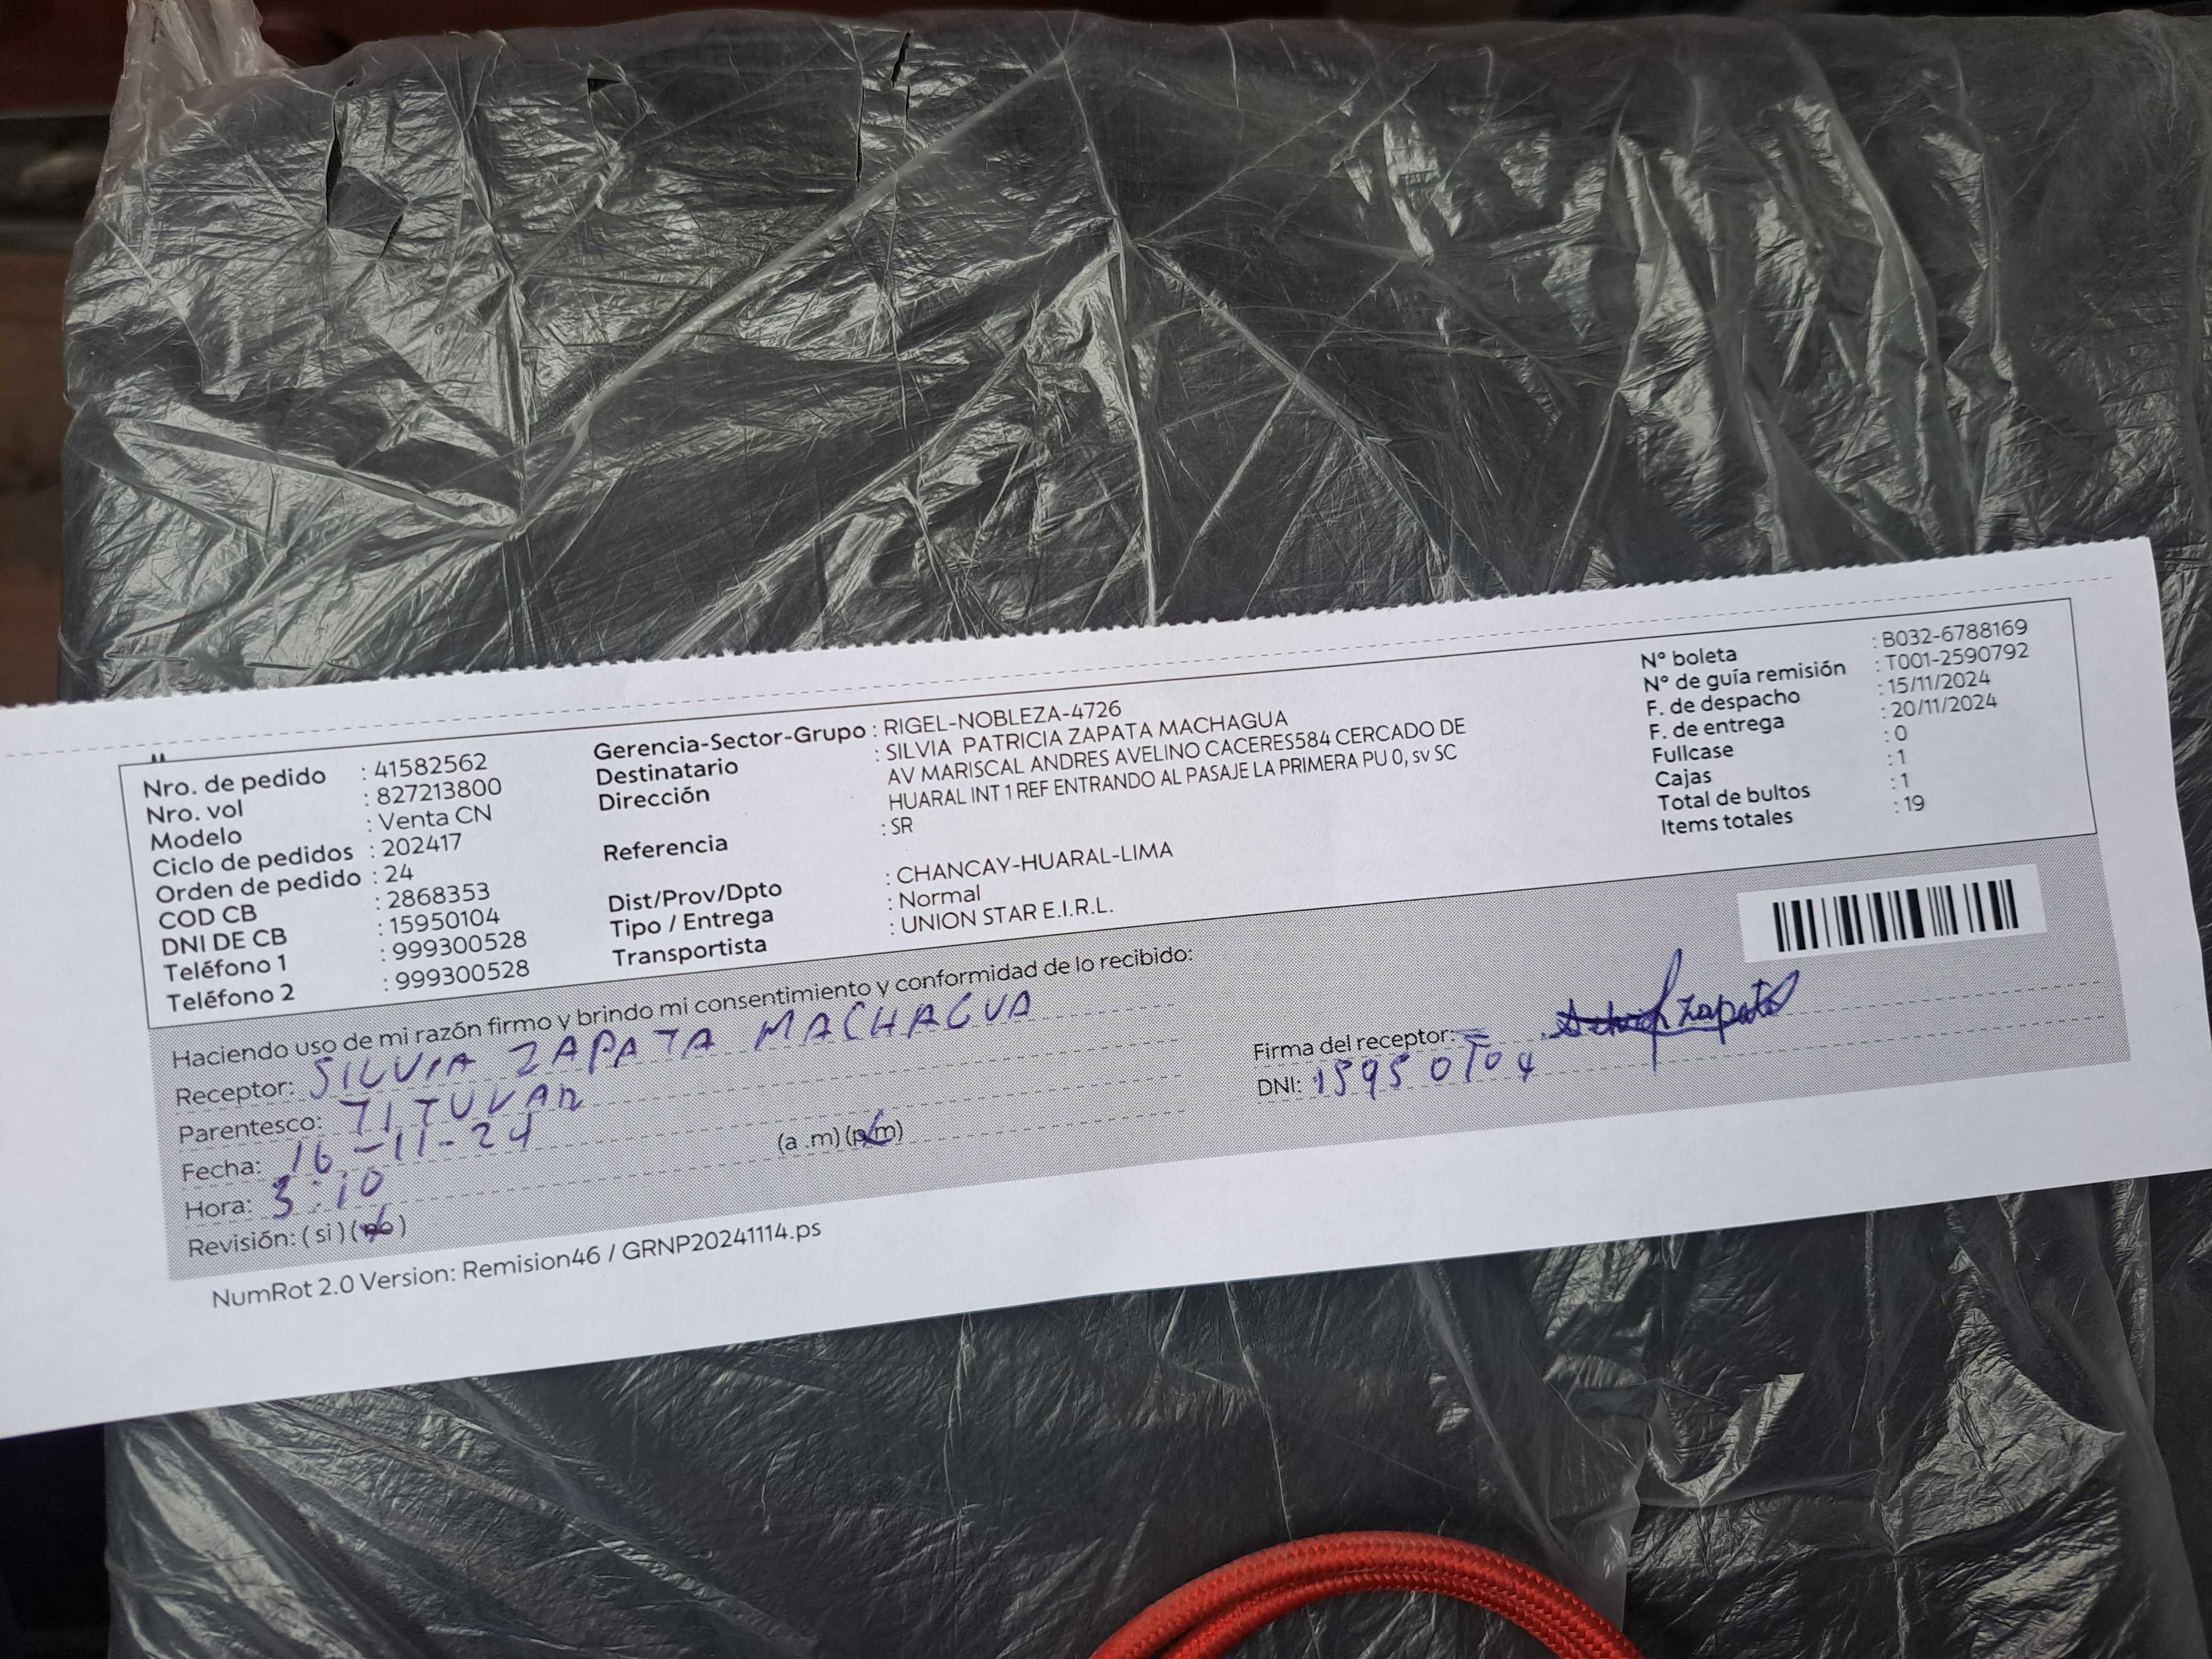 Nro. de pedido : 41582562
Nro. vol : 827213800
Modelo : Venta CN
Ciclo de pedidos : 202417
Orden de pedido : 24
COD CB : 2868353
DNI DE CB : 15950104
Teléfono 1 : 999300528
Teléfono 2 : 999300528
Gerencia-Sector-Grupo : RIGEL-NOBLEZA-4726
Destinatario : SILVIA PATRICIA ZAPATA MACHAGUA
Dirección AV MARISCAL ANDRES AVELINO CACERES584 CERCADO DE
HUARAL INT 1 REF ENTRANDO AL PASAJE LA PRIMERA PU 0, sv SC
Referencia : SR
Dist/Prov/Dpto : CHANCAY-HUARAL-LIMA
Tipo / Entrega : Normal
Transportista : UNION STAR E.I.R.L.
N° boleta : B032-6788169
N° de guía remisión : T001-2590792
F. de despacho : 15/11/2024
F. de entrega : 20/11/2024
Fullcase : 0
Cajas : 1
Total de bultos : 1
Items totales : 19
Haciendo uso de mi razón firmo y brindo mi consentimiento y conformidad de lo recibido:
Receptor: SILVIA ZAPATA MACHAGUA
Parentesco: TITUVAR
Fecha: 16-11-24
Hora: 3:10 (a .m) (p.m)
Revisión: ( si ) ( no )
Firma del receptor: Zapata
DNI: 15950104
NumRot 2.0 Version: Remision46 / GRNP20241114.ps